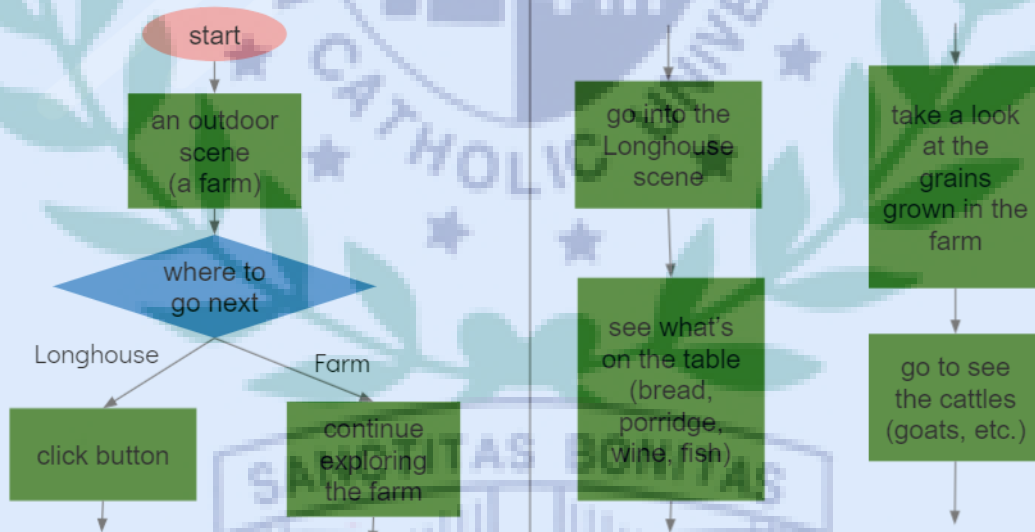 start
an outdoor
scene
(a farm)
where to
go next
Longhouse
Farm
click button
continue
exploring
the farm
go into the
Longhouse
scene
see what's
on the table
(bread,
porridge,
wine, fish)
take a look
at the
grains
grown in the
farm
go to see
the cattles
(goats, etc.)
CATHOLIC UNIVE
SANCTITAS BONITAS